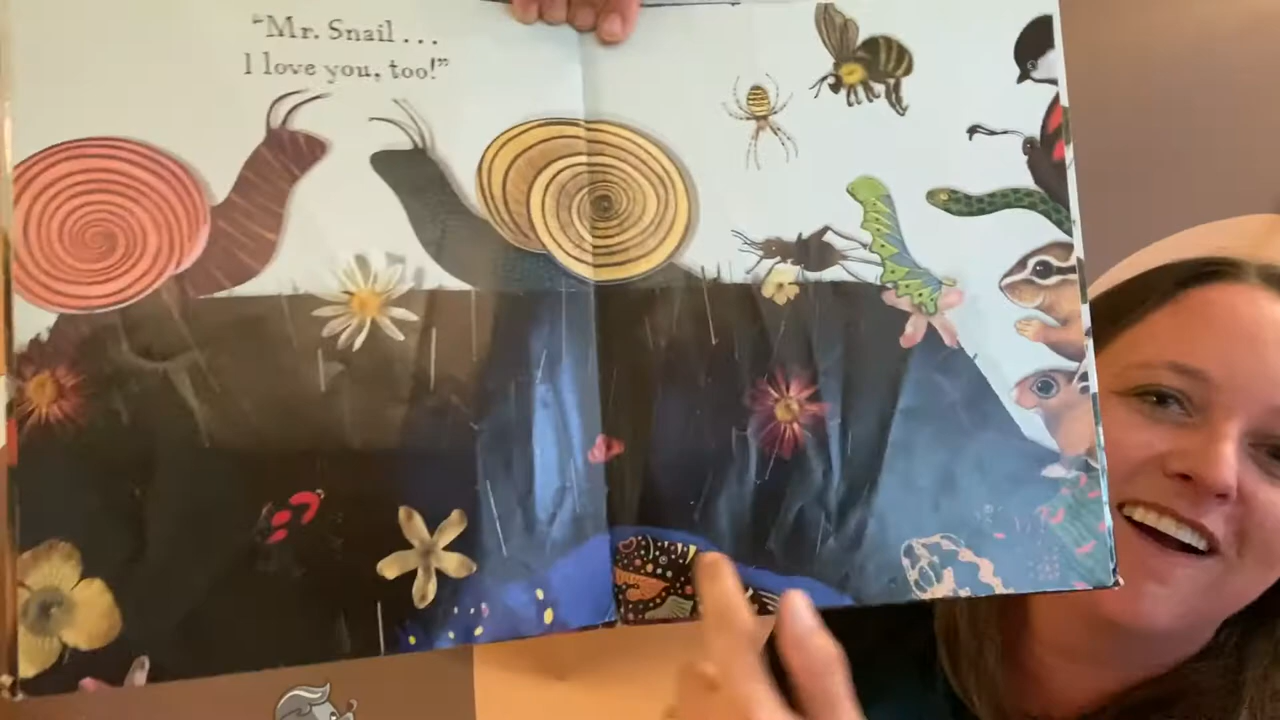 "Mr. Snail . . .
I love you, too!"